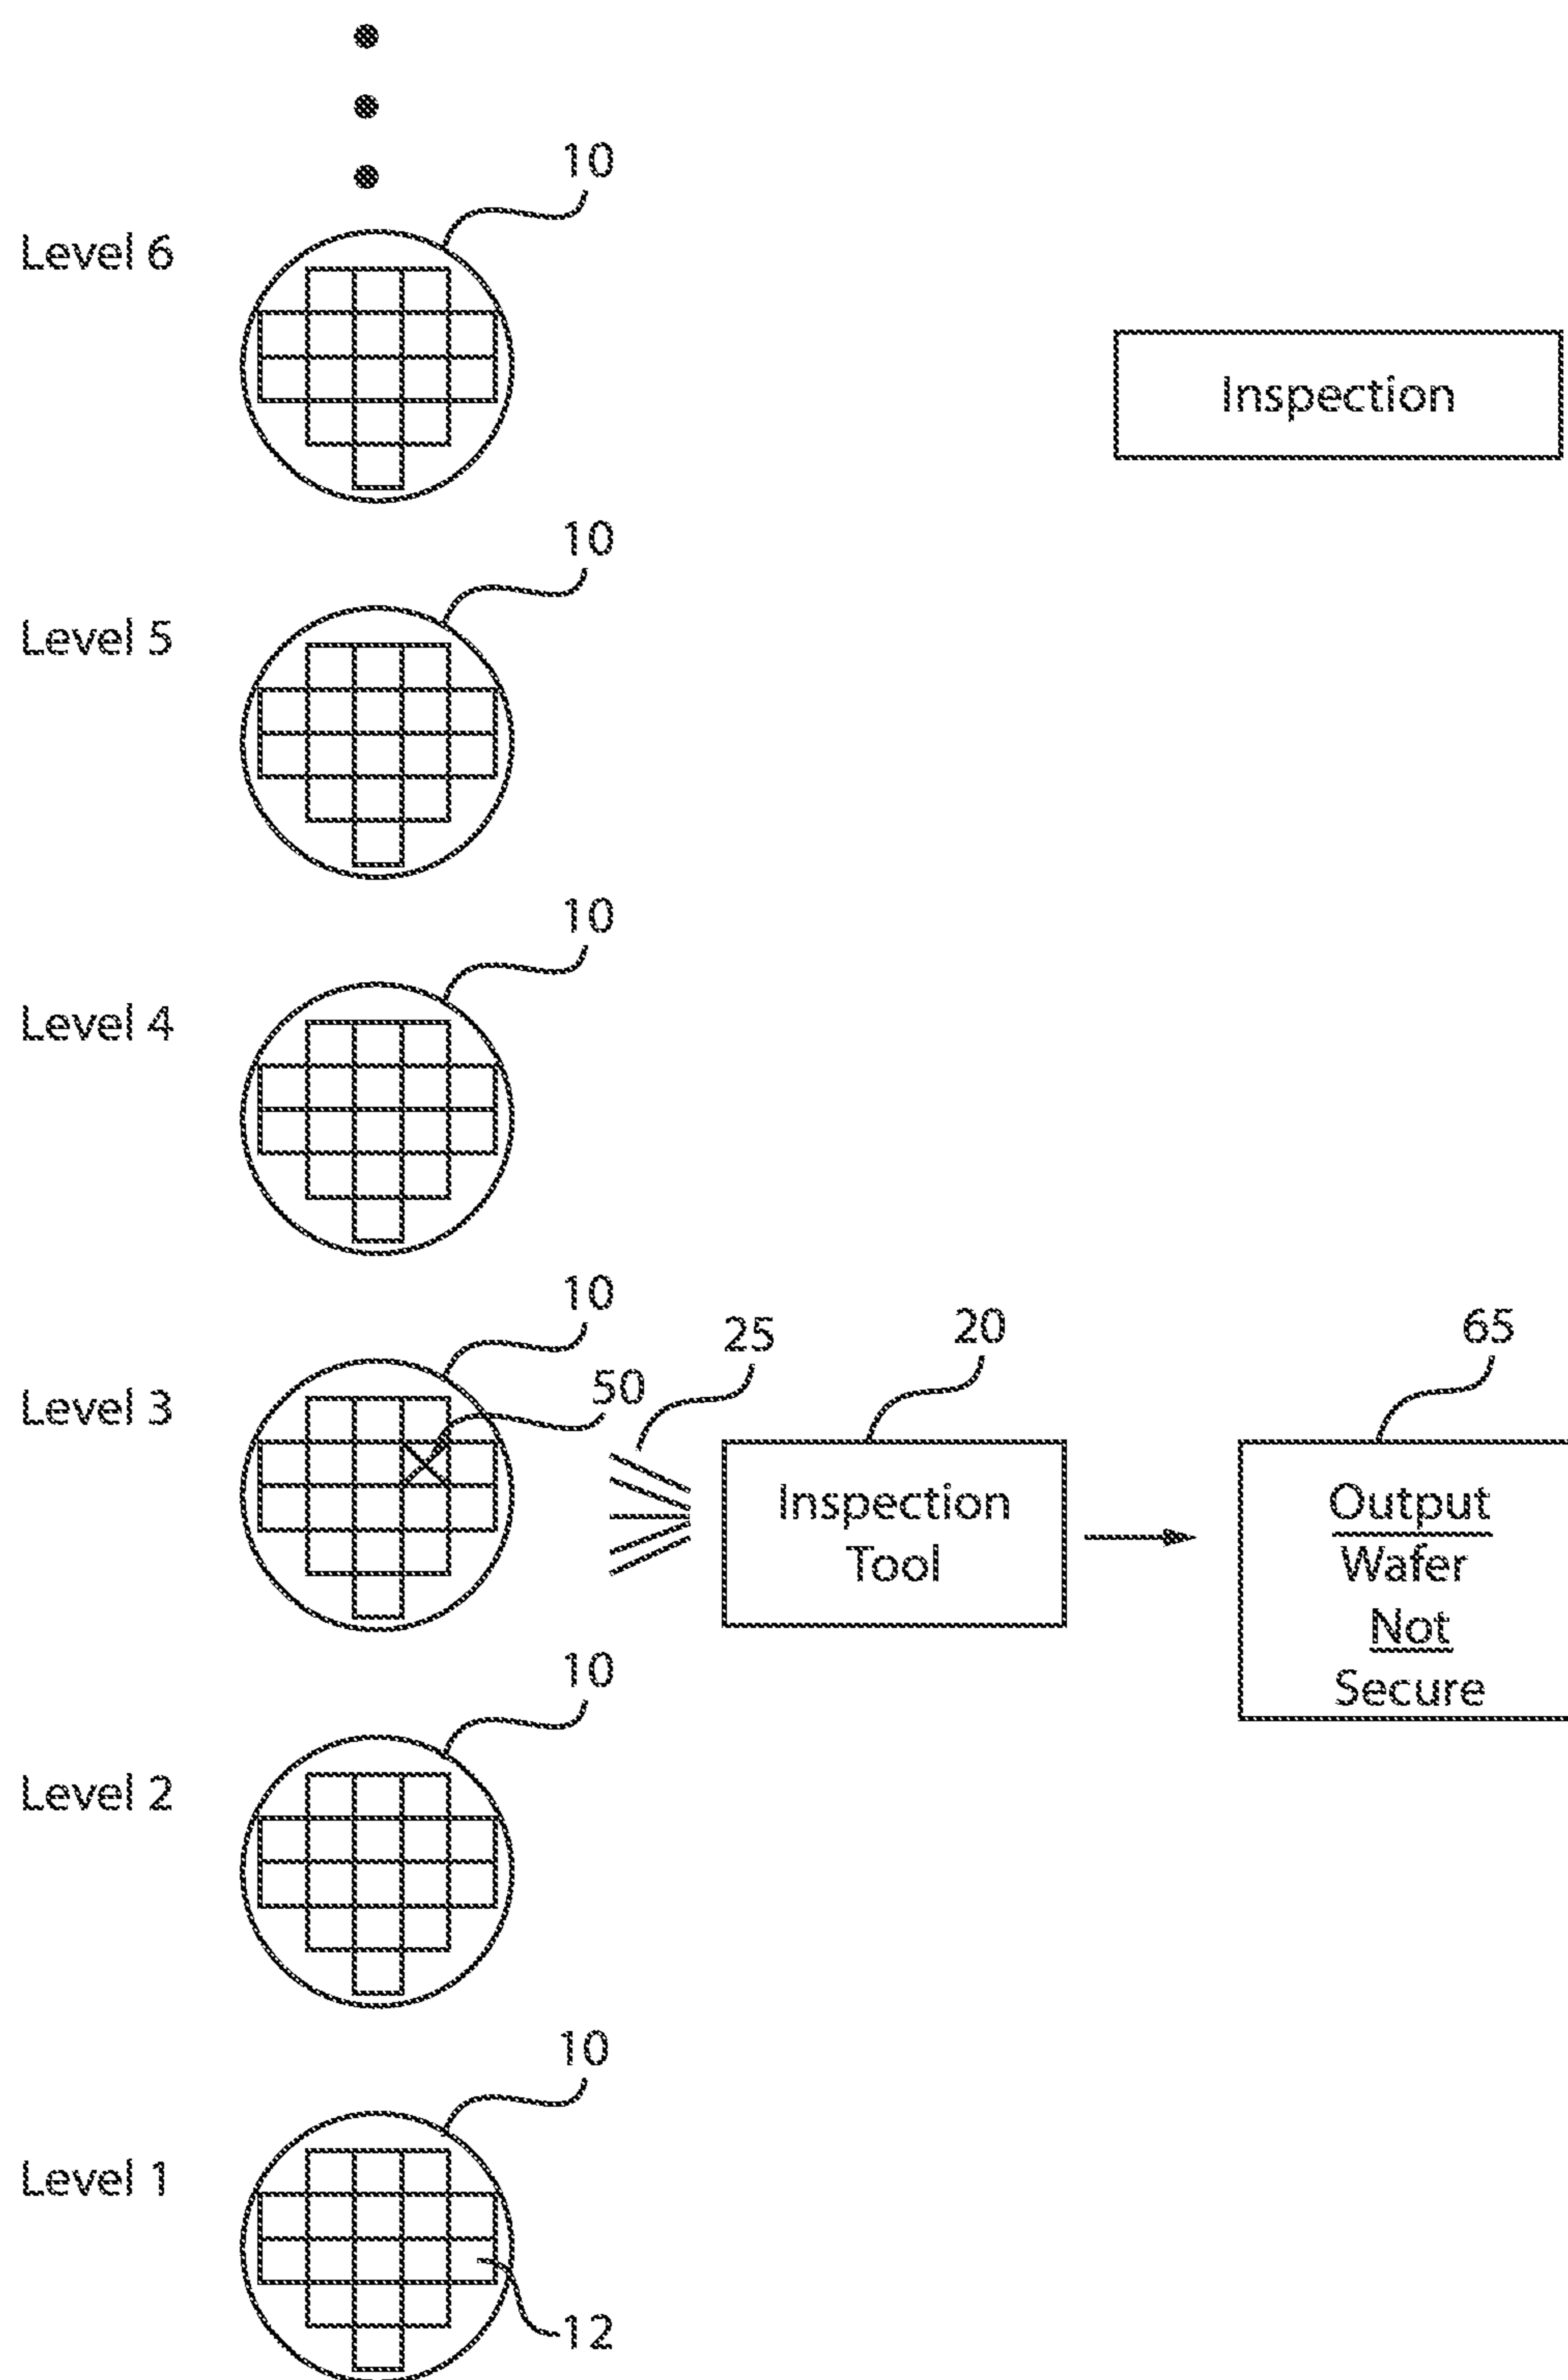 10
Level 6
Inspection
10
Level 5
10
Level 4
10
25
20
65
50
Level 3
Inspection
Tool
Output
Wafer
Not
Secure
10
Level 2
10
Level 1
12